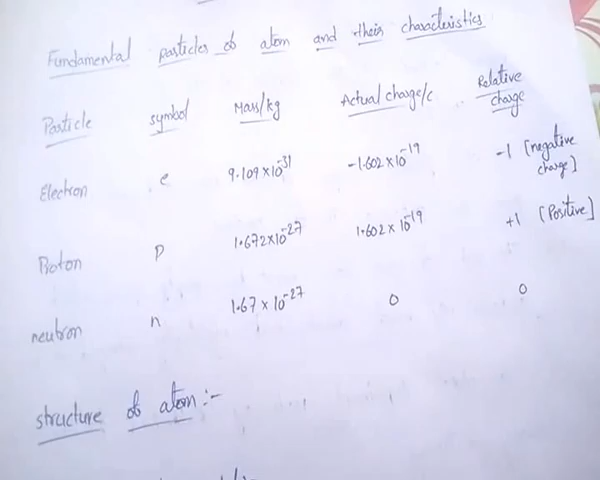 Fundamental particles of atom and their characteristics
Particle symbol Mass/kg Actual charge/c Relative charge
Electron e 9.109×10⁻³¹ -1.602×10⁻¹⁹ -1 [negative charge]
Proton p 1.672×10⁻²⁷ 1.602×10⁻¹⁹ +1 [Positive]
neutron n 1.67×10⁻²⁷ 0 0
structure of atom:-